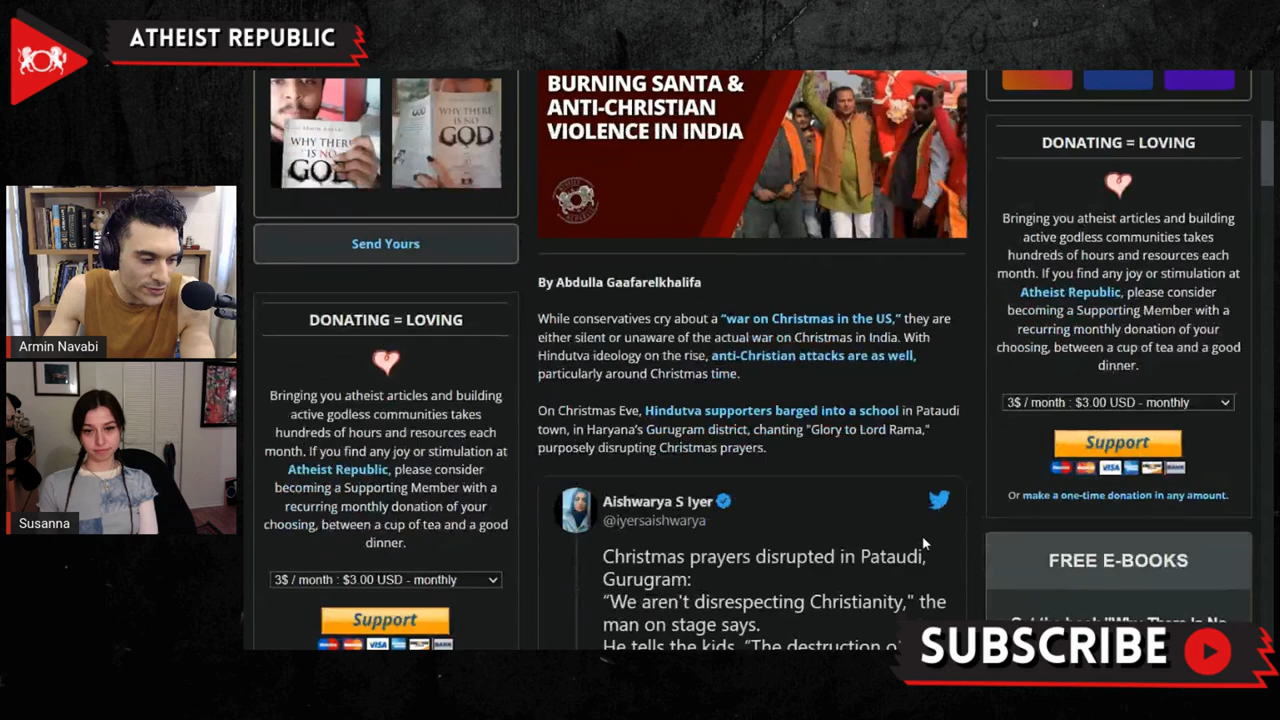 ATHEIST REPUBLIC
WHY THERE
IS NO
GOD
WHY THERE
IS NO
GOD
Send Yours
DONATING = LOVING
Bringing you atheist articles and building
active godless communities takes
hundreds of hours and resources each
month. If you find any joy or stimulation at
Atheist Republic, please consider
becoming a Supporting Member with a
recurring monthly donation of your
choosing, between a cup of tea and a good
dinner.
3$ / month : $3.00 USD - monthly
Support
VISA
BANK
BURNING SANTA &
ANTI-CHRISTIAN
VIOLENCE IN INDIA
By Abdulla Gaafarelkhalifa
While conservatives cry about a “war on Christmas in the US,” they are
either silent or unaware of the actual war on Christmas in India. With
Hindutva ideology on the rise, anti-Christian attacks are as well,
particularly around Christmas time.
On Christmas Eve, Hindutva supporters barged into a school in Pataudi
town, in Haryana’s Gurugram district, chanting "Glory to Lord Rama,"
purposely disrupting Christmas prayers.
Aishwarya S Iyer
@iyersaishwarya
Christmas prayers disrupted in Pataudi,
Gurugram:
“We aren't disrespecting Christianity," the
man on stage says.
He tells the kids, “The destruction o
DONATING = LOVING
Bringing you atheist articles and building
active godless communities takes
hundreds of hours and resources each
month. If you find any joy or stimulation at
Atheist Republic, please consider
becoming a Supporting Member with a
recurring monthly donation of your
choosing, between a cup of tea and a good
dinner.
3$ / month : $3.00 USD - monthly
Support
VISA
BANK
Or make a one-time donation in any amount.
FREE E-BOOKS
Armin Navabi
Susanna
SUBSCRIBE